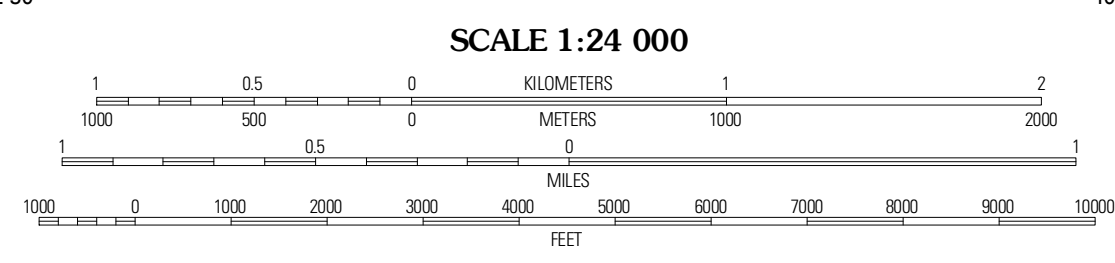 SCALE 1:24 000
1 0.5 0 KILOMETERS 1 2
1000 500 0 METERS 1000 2000
1 0.5 0 1
MILES
1000 0 1000 2000 3000 4000 5000 6000 7000 8000 9000 10000
FEET